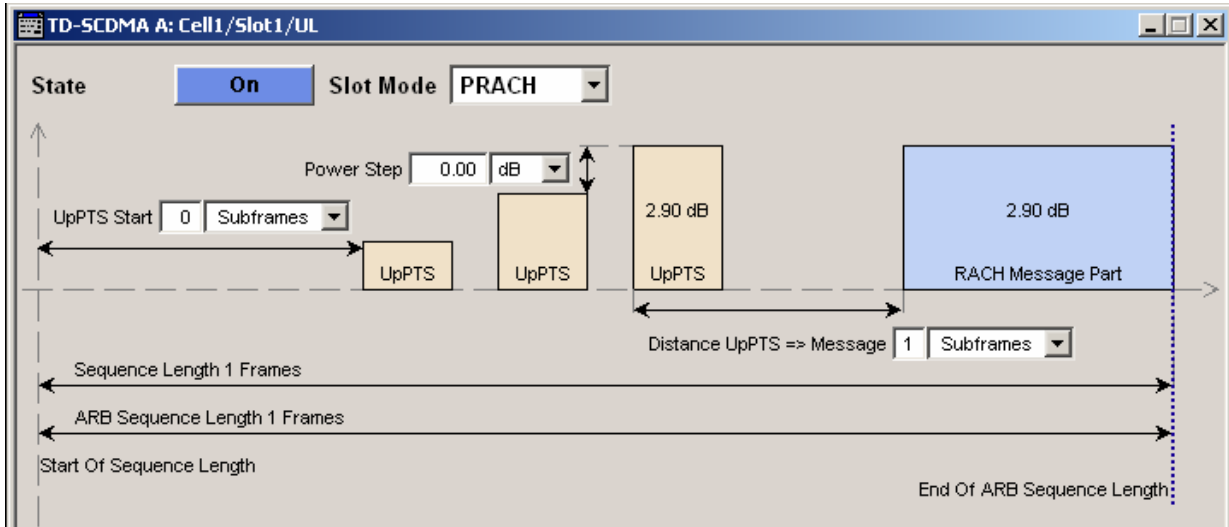 TD-SCDMA A: Cell1/Slot1/UL
State On Slot Mode PRACH
Power Step 0.00 dB
UpPTS Start 0 Subframes
2.90 dB 2.90 dB
UpPTS UpPTS UpPTS RACH Message Part
Distance UpPTS => Message 1 Subframes
Sequence Length 1 Frames
ARB Sequence Length 1 Frames
Start Of Sequence Length
End Of ARB Sequence Length